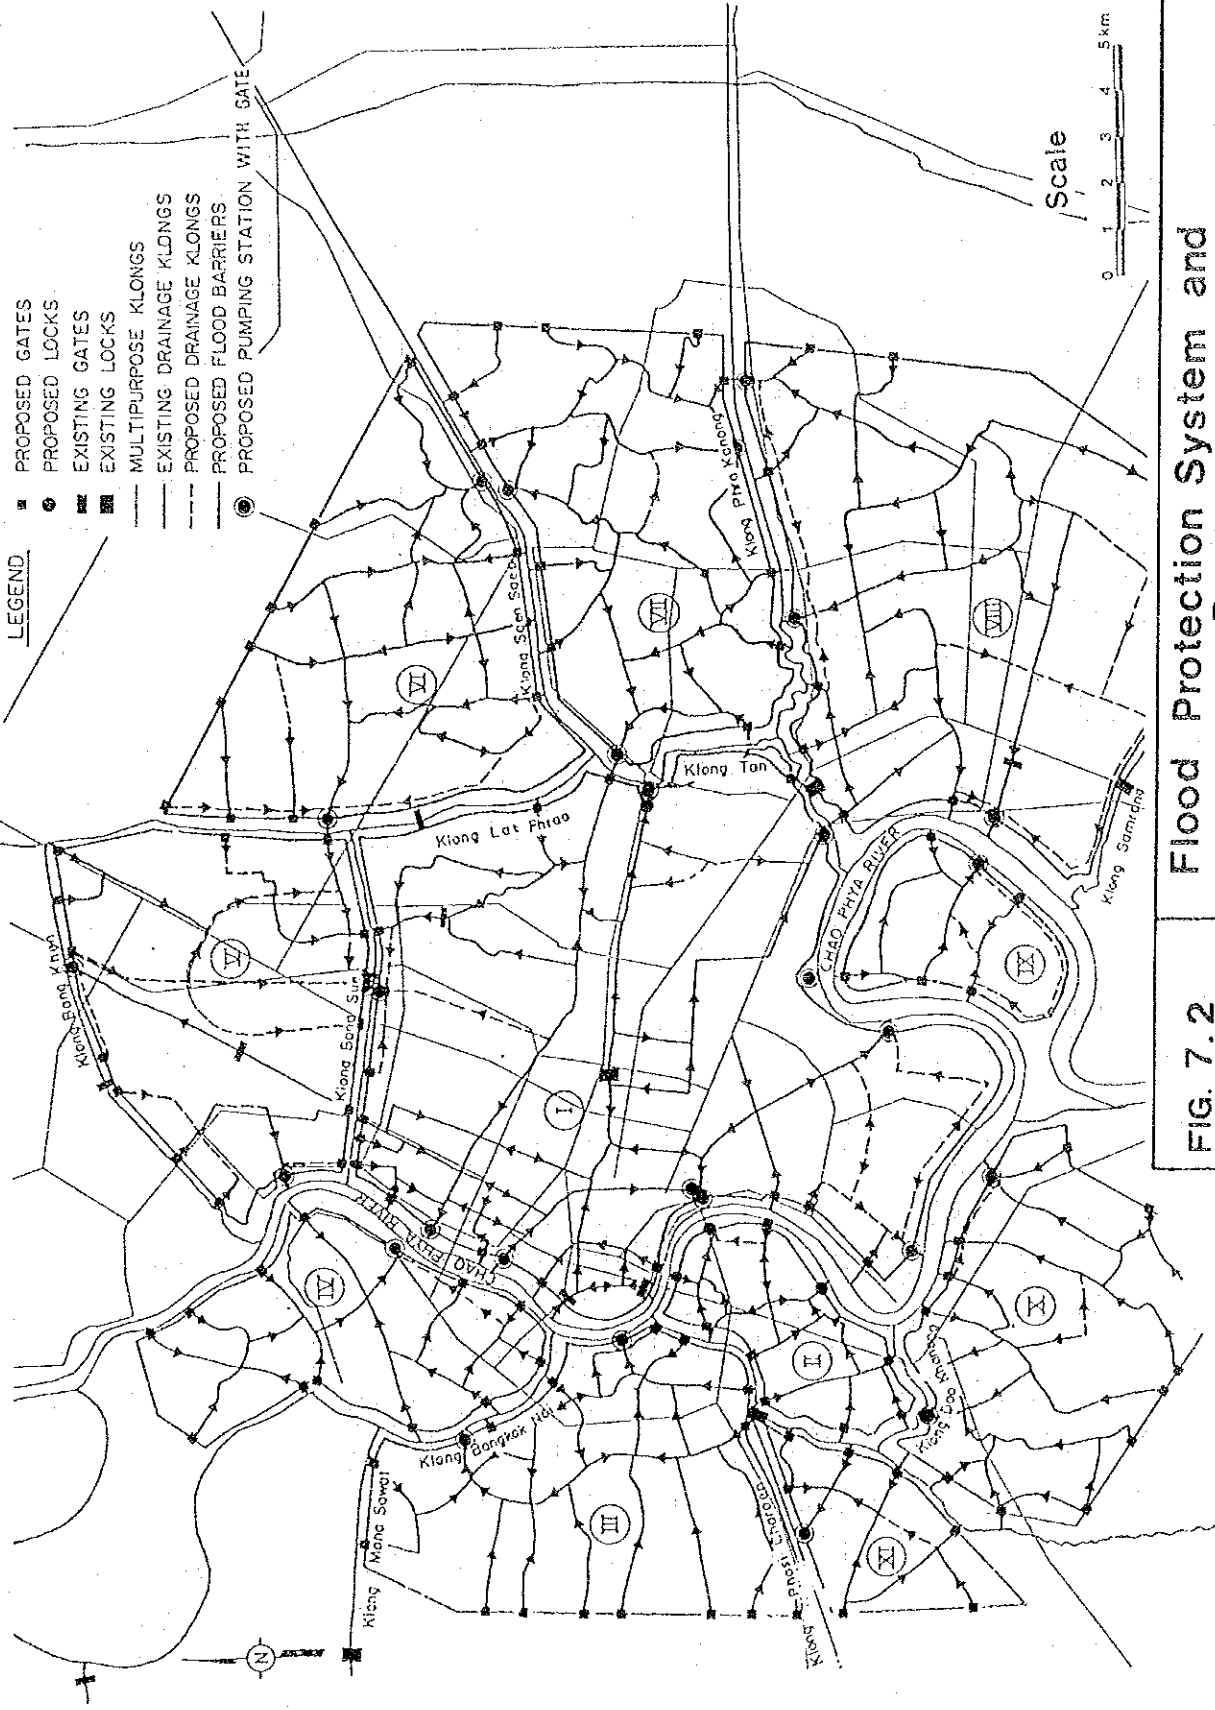 LEGEND
PROPOSED GATES
PROPOSED LOCKS
EXISTING GATES
EXISTING LOCKS
MULTIPURPOSE KLONGS
EXISTING DRAINAGE KLONGS
PROPOSED DRAINAGE KLONGS
PROPOSED FLOOD BARRIERS
PROPOSED PUMPING STATION WITH GATE
N
Klong Bang Khen
V
Klong Bang Sun
Klong Lat Phrao
VI
Klong Saen Saeb
VII
Klong Pra Kanong
Klong Tan
VIII
Klong Samrong
CHAO PHYA RIVER
IX
I
CHAO PHYA RIVER
IV
Klong Maha Sawat
Klong Bangkok Noi
III
II
X
Klong Dao Khanong
XI
Klong Phasi Charoen
Scale
0 1 2 3 4 5 km
FIG. 7.2
Flood Protection System and